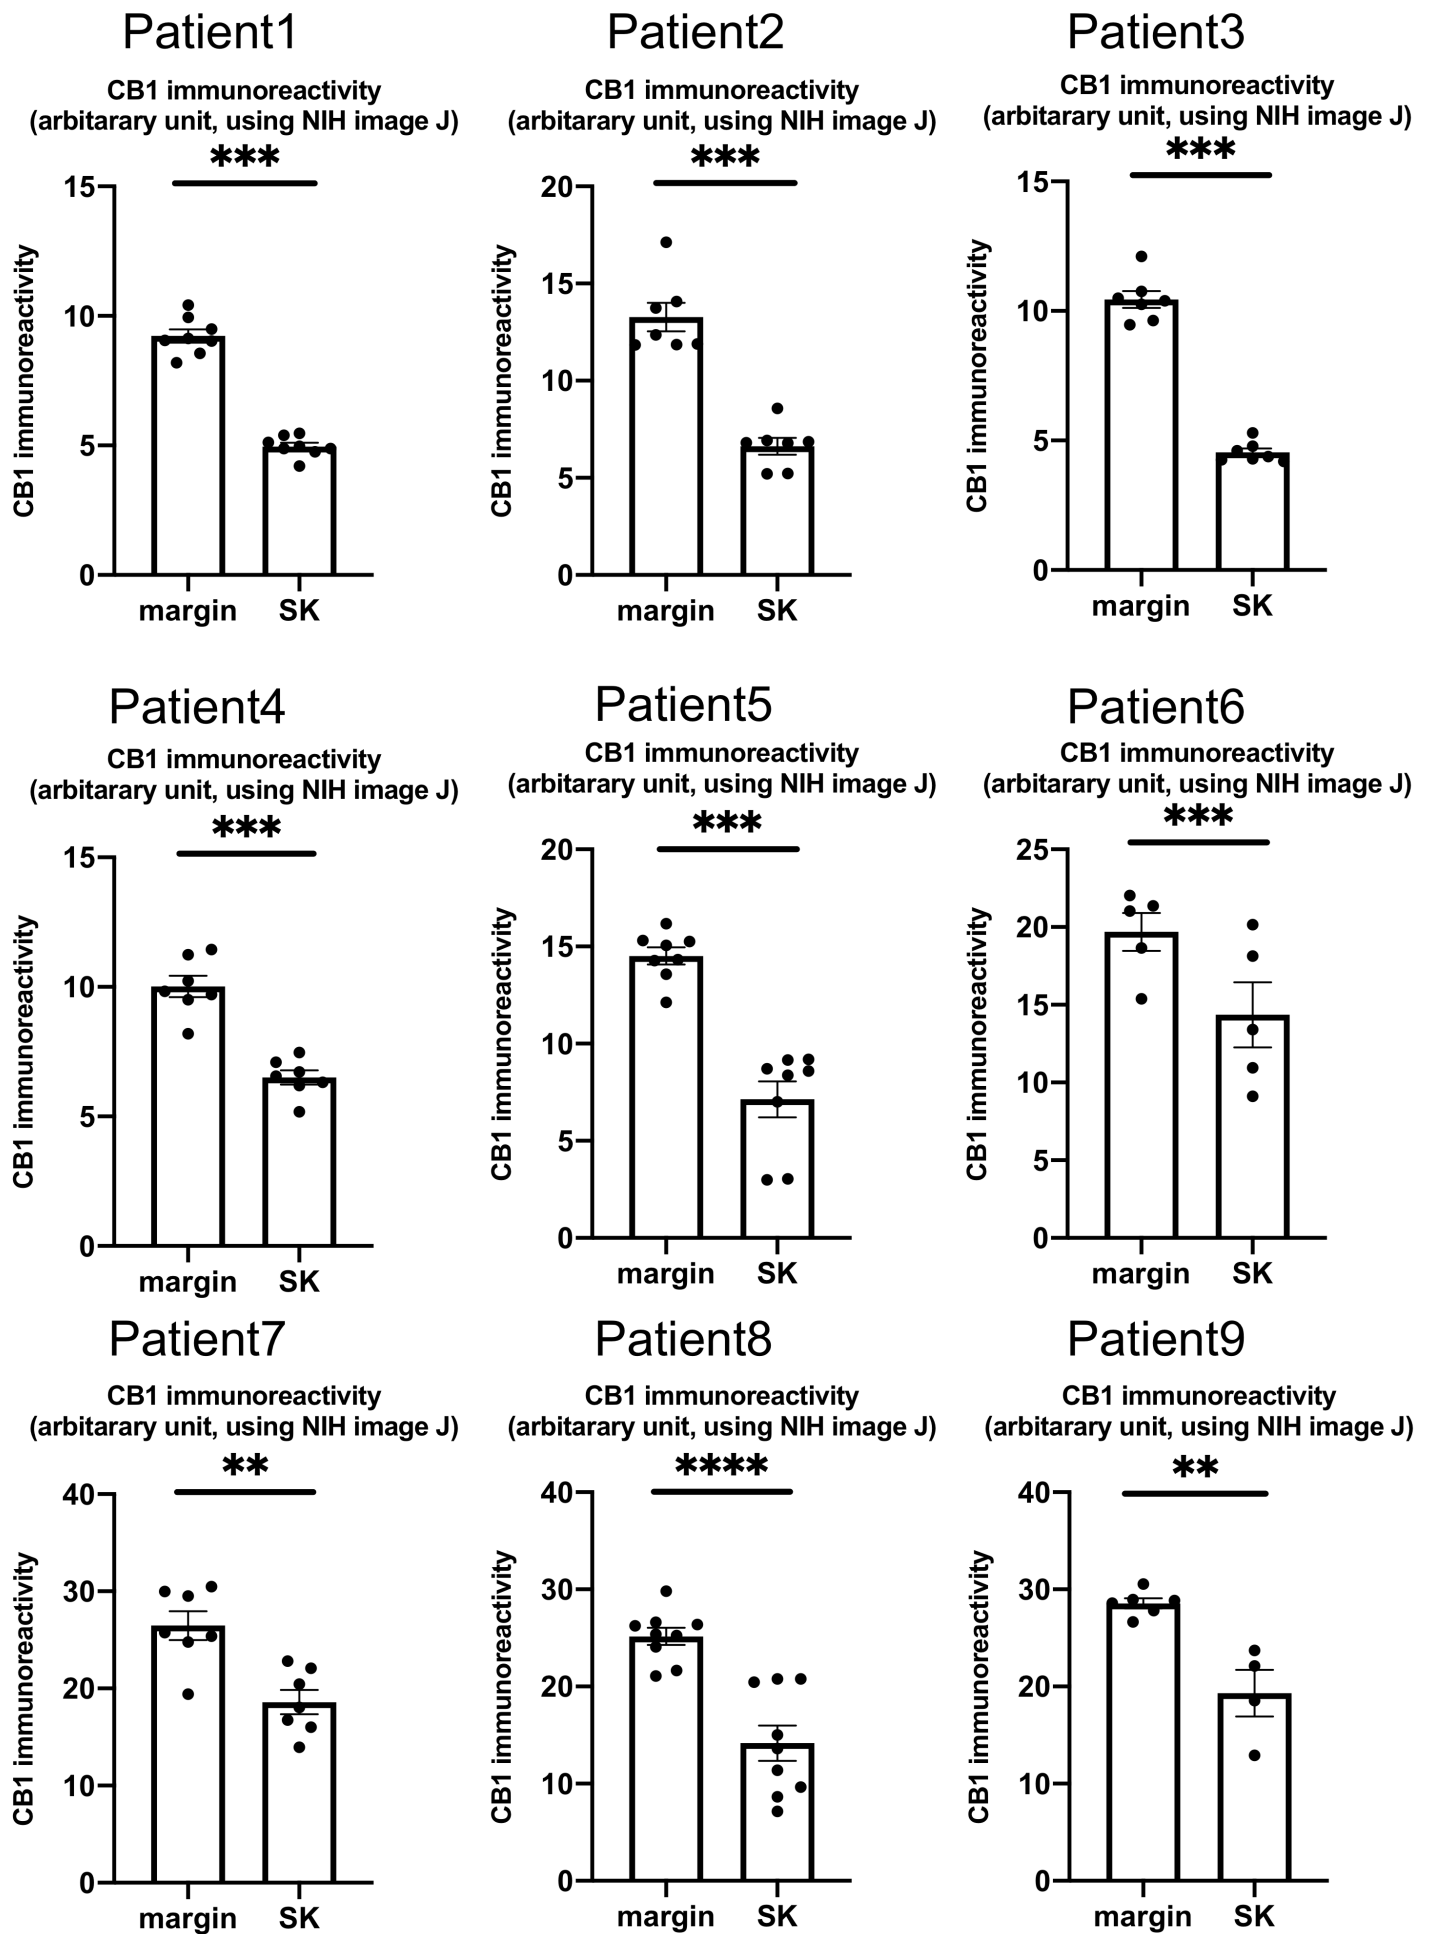 Patient1
CB1 immunoreactivity
(arbitarary unit, using NIH image J)
***
CB1 immunoreactivity
15
10
5
0
margin SK
Patient2
CB1 immunoreactivity
(arbitarary unit, using NIH image J)
***
CB1 immunoreactivity
20
15
10
5
0
margin SK
Patient3
CB1 immunoreactivity
(arbitarary unit, using NIH image J)
***
CB1 immunoreactivity
15
10
5
0
margin SK
Patient4
CB1 immunoreactivity
(arbitarary unit, using NIH image J)
***
CB1 immunoreactivity
15
10
5
0
margin SK
Patient5
CB1 immunoreactivity
(arbitarary unit, using NIH image J)
***
CB1 immunoreactivity
20
15
10
5
0
margin SK
Patient6
CB1 immunoreactivity
(arbitarary unit, using NIH image J)
***
CB1 immunoreactivity
25
20
15
10
5
0
margin SK
Patient7
CB1 immunoreactivity
(arbitarary unit, using NIH image J)
**
CB1 immunoreactivity
40
30
20
10
0
margin SK
Patient8
CB1 immunoreactivity
(arbitarary unit, using NIH image J)
****
CB1 immunoreactivity
40
30
20
10
0
margin SK
Patient9
CB1 immunoreactivity
(arbitarary unit, using NIH image J)
**
CB1 immunoreactivity
40
30
20
10
0
margin SK